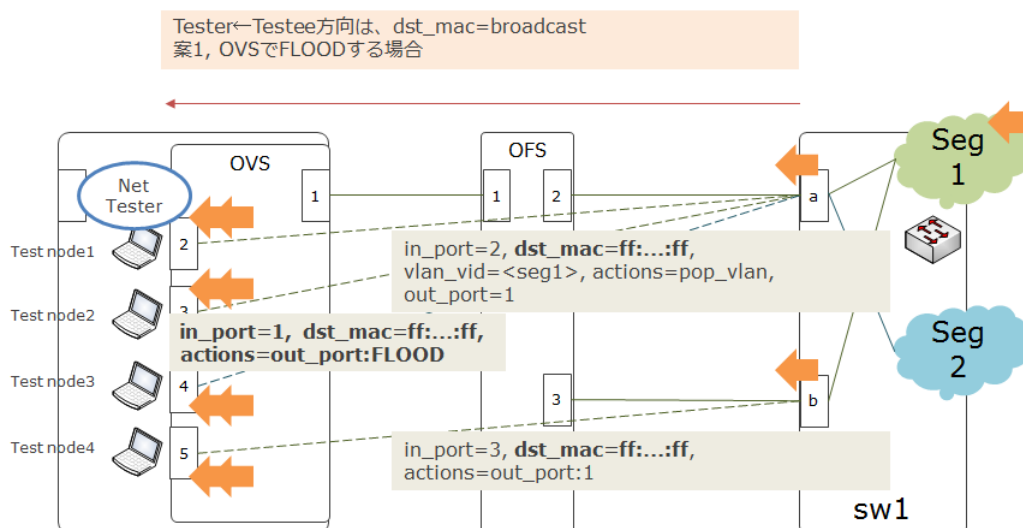 Tester←Testee方向は、dst_mac=broadcast
案1, OVSでFLOODする場合
OVS
OFS
Seg
1
Net
Tester
1
1
2
a
Test node1
2
in_port=2, dst_mac=ff:...:ff,
vlan_vid=<seg1>, actions=pop_vlan,
out_port=1
Test node2
3
in_port=1, dst_mac=ff:...:ff,
actions=out_port:FLOOD
Seg
2
Test node3
4
3
b
Test node4
5
in_port=3, dst_mac=ff:...:ff,
actions=out_port:1
sw1